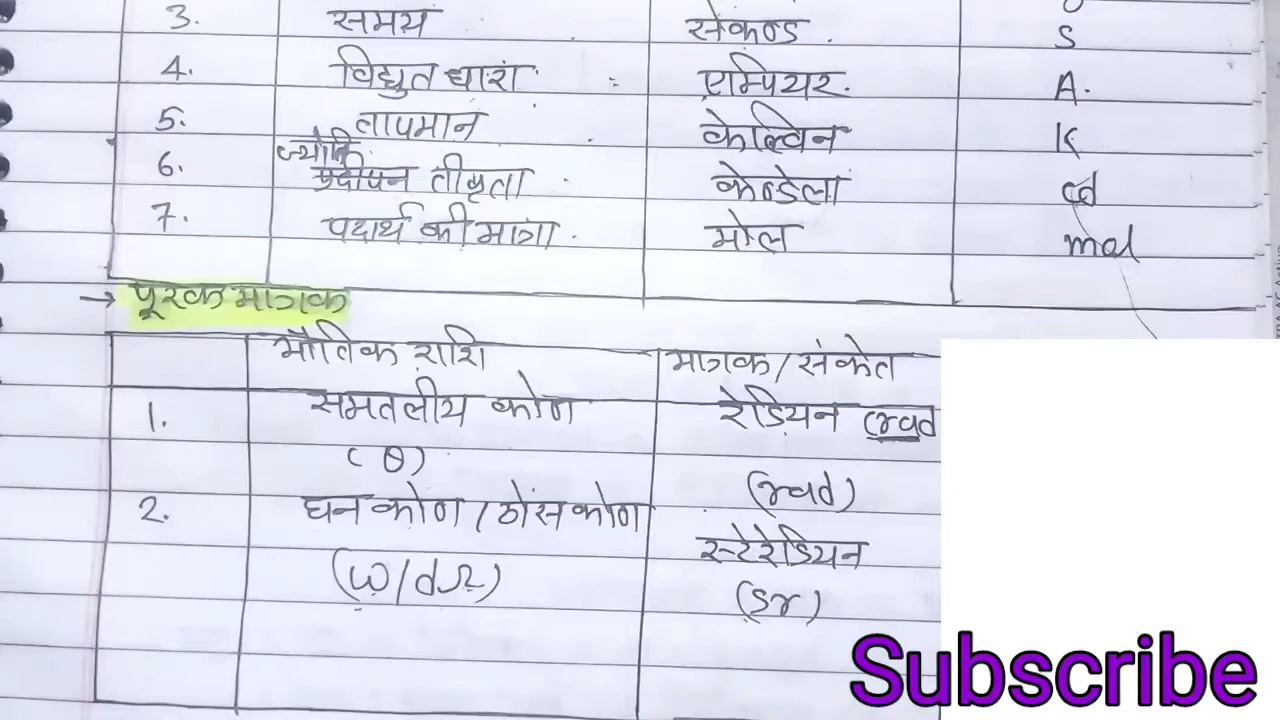 3. समय सेकण्ड. S
4. विद्युत धारा एम्पियर. A.
5. तापमान केल्विन K
ज्योति
6. प्रदीपन तीव्रता केण्डेला cd
7. पदार्थ की मात्रा. मोल mol
→ पूरक मात्रक
भौतिक राशि मात्रक/संकेत
1. समतलीय कोण रेडियन (rad
(θ) (rad)
2. घन कोण/ठोस कोण स्टेरेडियन
(ω/dΩ) (Sr)
Subscribe